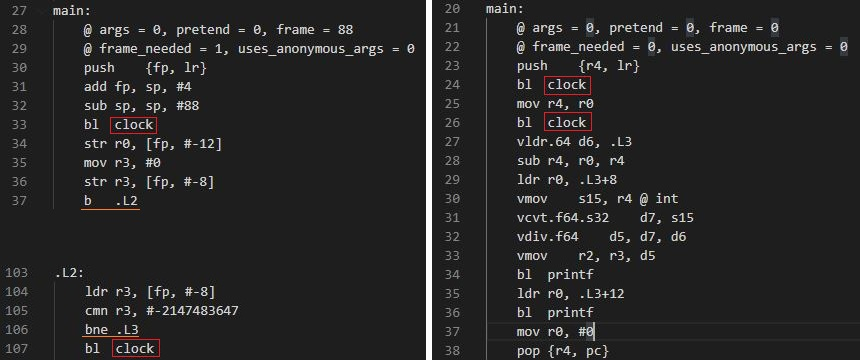 27 main:
28 @ args = 0, pretend = 0, frame = 88
29 @ frame_needed = 1, uses_anonymous_args = 0
30 push {fp, lr}
31 add fp, sp, #4
32 sub sp, sp, #88
33 bl clock
34 str r0, [fp, #-12]
35 mov r3, #0
36 str r3, [fp, #-8]
37 b .L2
103 .L2:
104 ldr r3, [fp, #-8]
105 cmn r3, #-2147483647
106 bne .L3
107 bl clock
20 main:
21 @ args = 0, pretend = 0, frame = 0
22 @ frame_needed = 0, uses_anonymous_args = 0
23 push {r4, lr}
24 bl clock
25 mov r4, r0
26 bl clock
27 vldr.64 d6, .L3
28 sub r4, r0, r4
29 ldr r0, .L3+8
30 vmov s15, r4 @ int
31 vcvt.f64.s32 d7, s15
32 vdiv.f64 d5, d7, d6
33 vmov r2, r3, d5
34 bl printf
35 ldr r0, .L3+12
36 bl printf
37 mov r0, #0
38 pop {r4, pc}